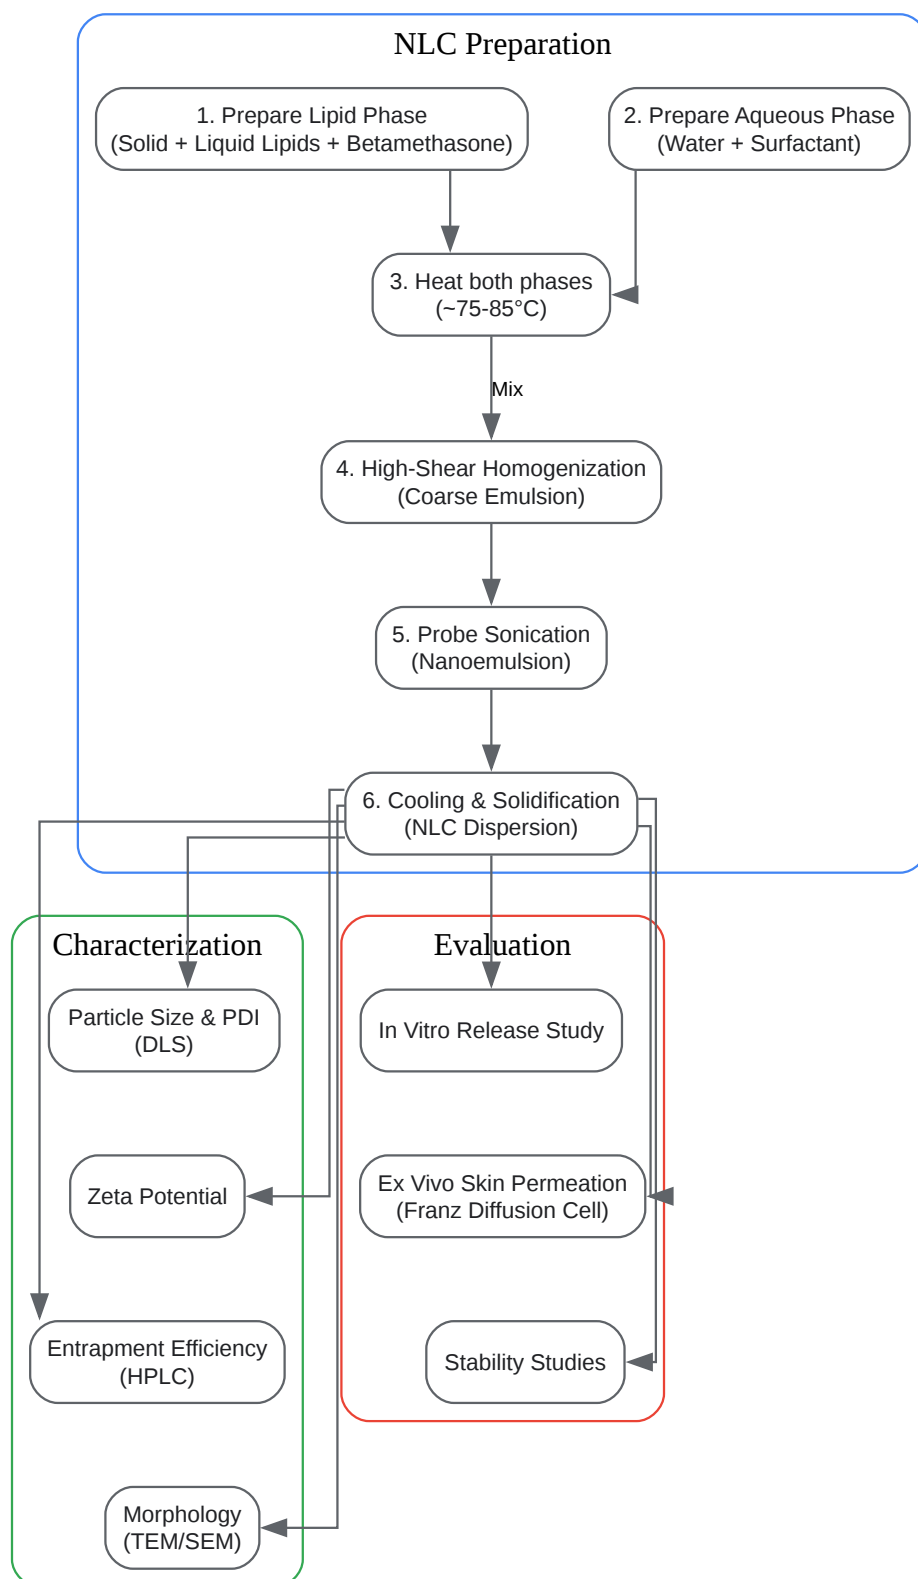 NLC Preparation
1. Prepare Lipid Phase
(Solid + Liquid Lipids + Betamethasone)
2. Prepare Aqueous Phase
(Water + Surfactant)
3. Heat both phases
(~75-85°C)
Mix
4. High-Shear Homogenization
(Coarse Emulsion)
5. Probe Sonication
(Nanoemulsion)
6. Cooling & Solidification
(NLC Dispersion)
Characterization
Particle Size & PDI
(DLS)
Zeta Potential
Entrapment Efficiency
(HPLC)
Morphology
(TEM/SEM)
Evaluation
In Vitro Release Study
Ex Vivo Skin Permeation
(Franz Diffusion Cell)
Stability Studies